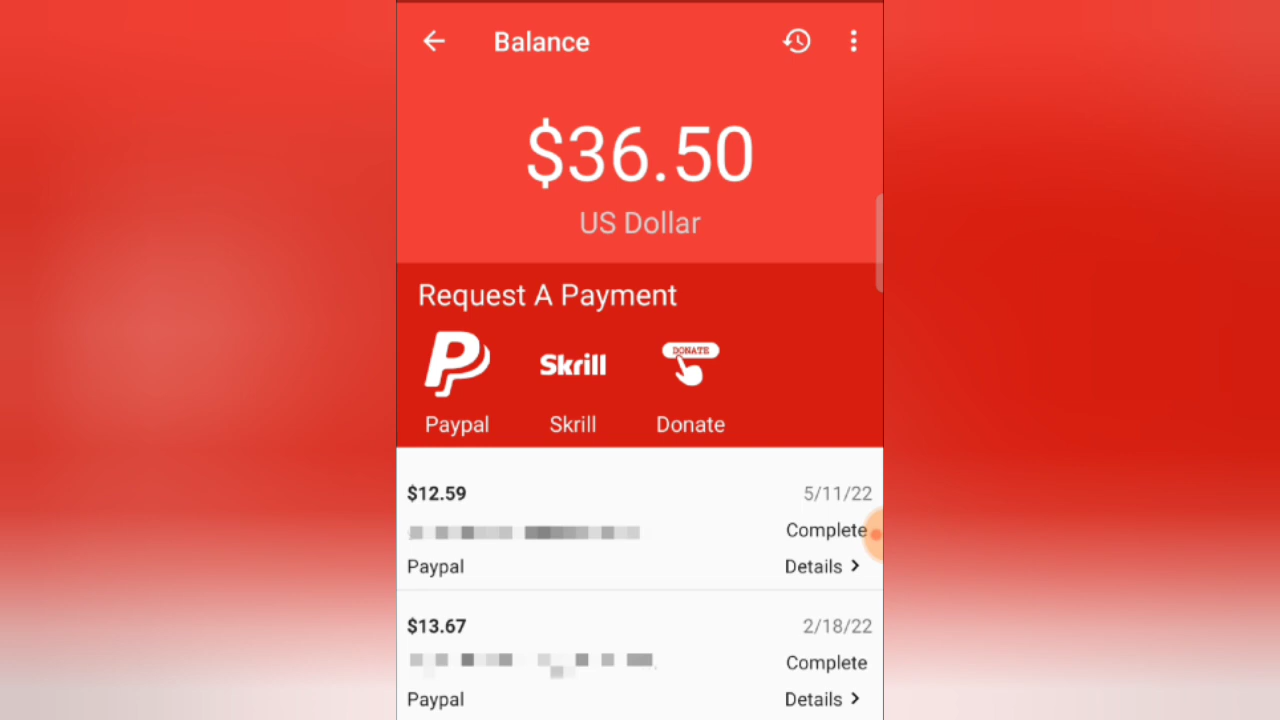 Balance
$36.50
US Dollar
Request A Payment
Skrill
DONATE
Paypal
Skrill
Donate
$12.59
5/11/22
Complete
Paypal
Details
$13.67
2/18/22
Complete
Paypal
Details